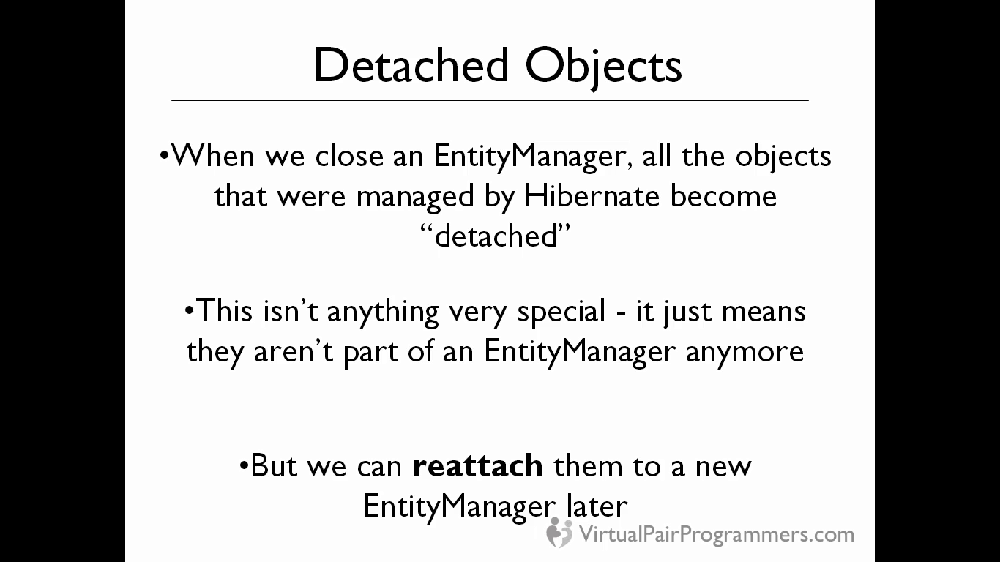 Detached Objects
•When we close an EntityManager, all the objects
that were managed by Hibernate become
“detached”
•This isn’t anything very special - it just means
they aren’t part of an EntityManager anymore
•But we can reattach them to a new
EntityManager later
VirtualPairProgrammers.com